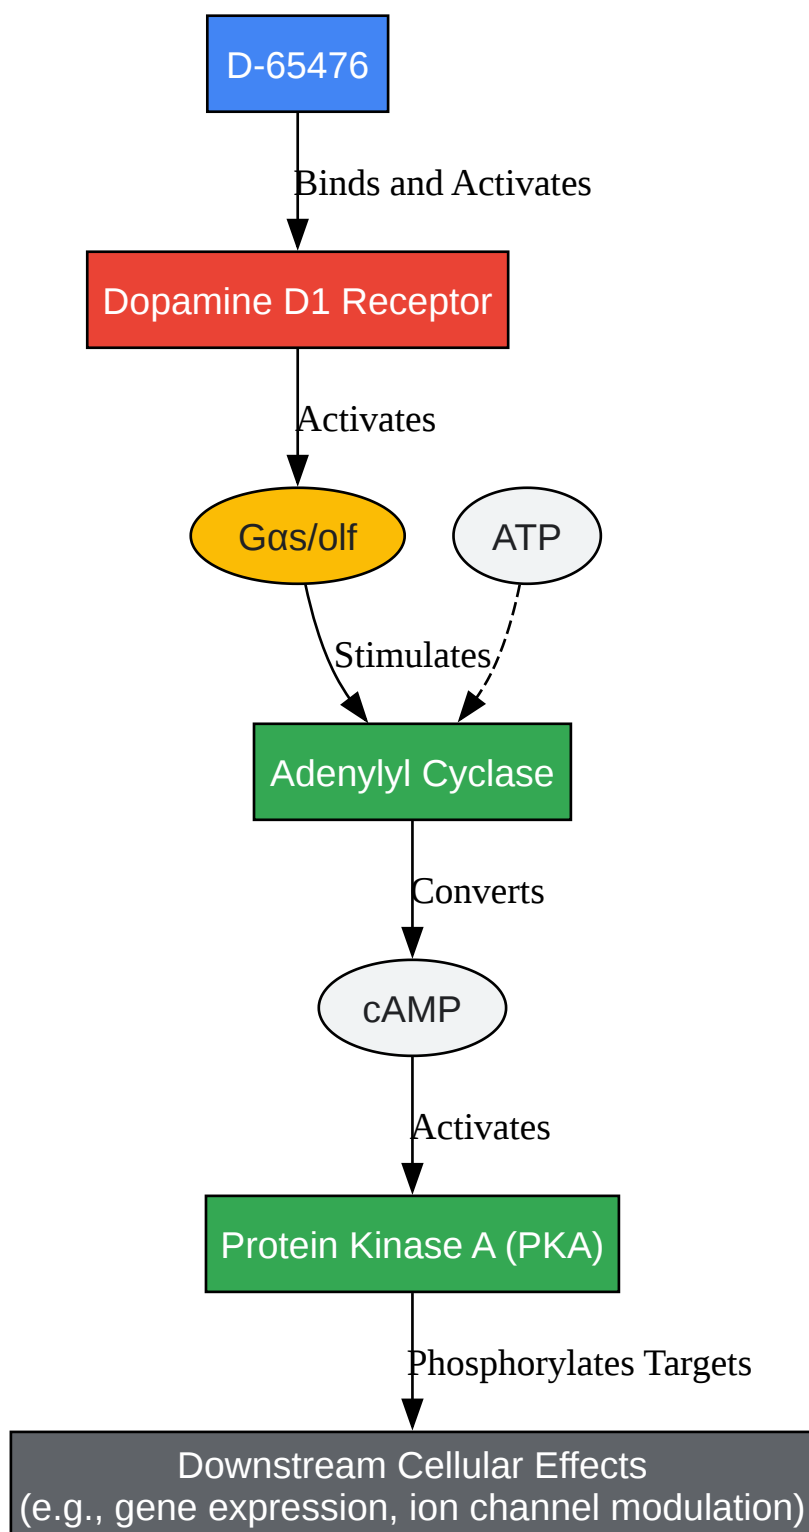 D-65476
Binds and Activates
Dopamine D1 Receptor
Activates
Gαs/olf
ATP
Stimulates
Adenylyl Cyclase
Converts
cAMP
Activates
Protein Kinase A (PKA)
Phosphorylates Targets
Downstream Cellular Effects
(e.g., gene expression, ion channel modulation)